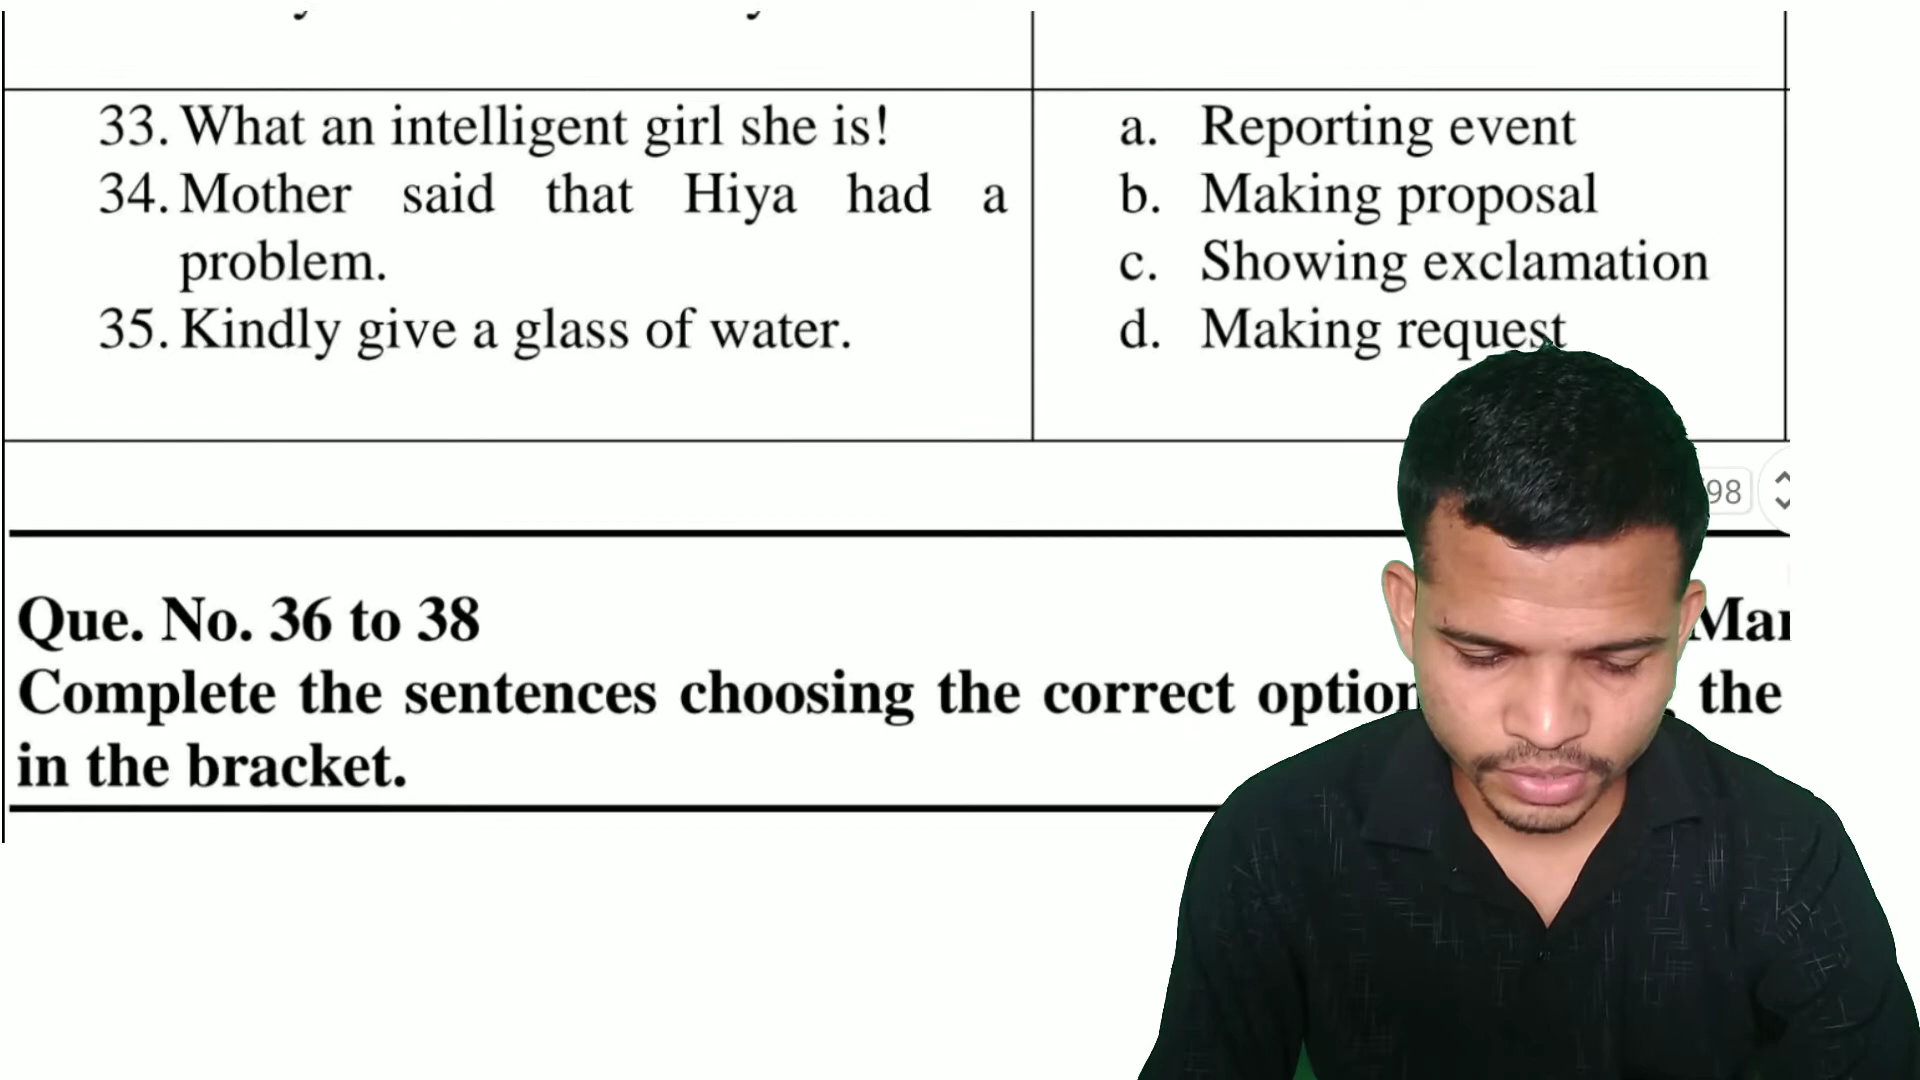 33. What an intelligent girl she is!
34. Mother said that Hiya had a
problem.
35. Kindly give a glass of water.
a. Reporting event
b. Making proposal
c. Showing exclamation
d. Making request
98
Que. No. 36 to 38
Complete the sentences choosing the correct the
in the bracket.